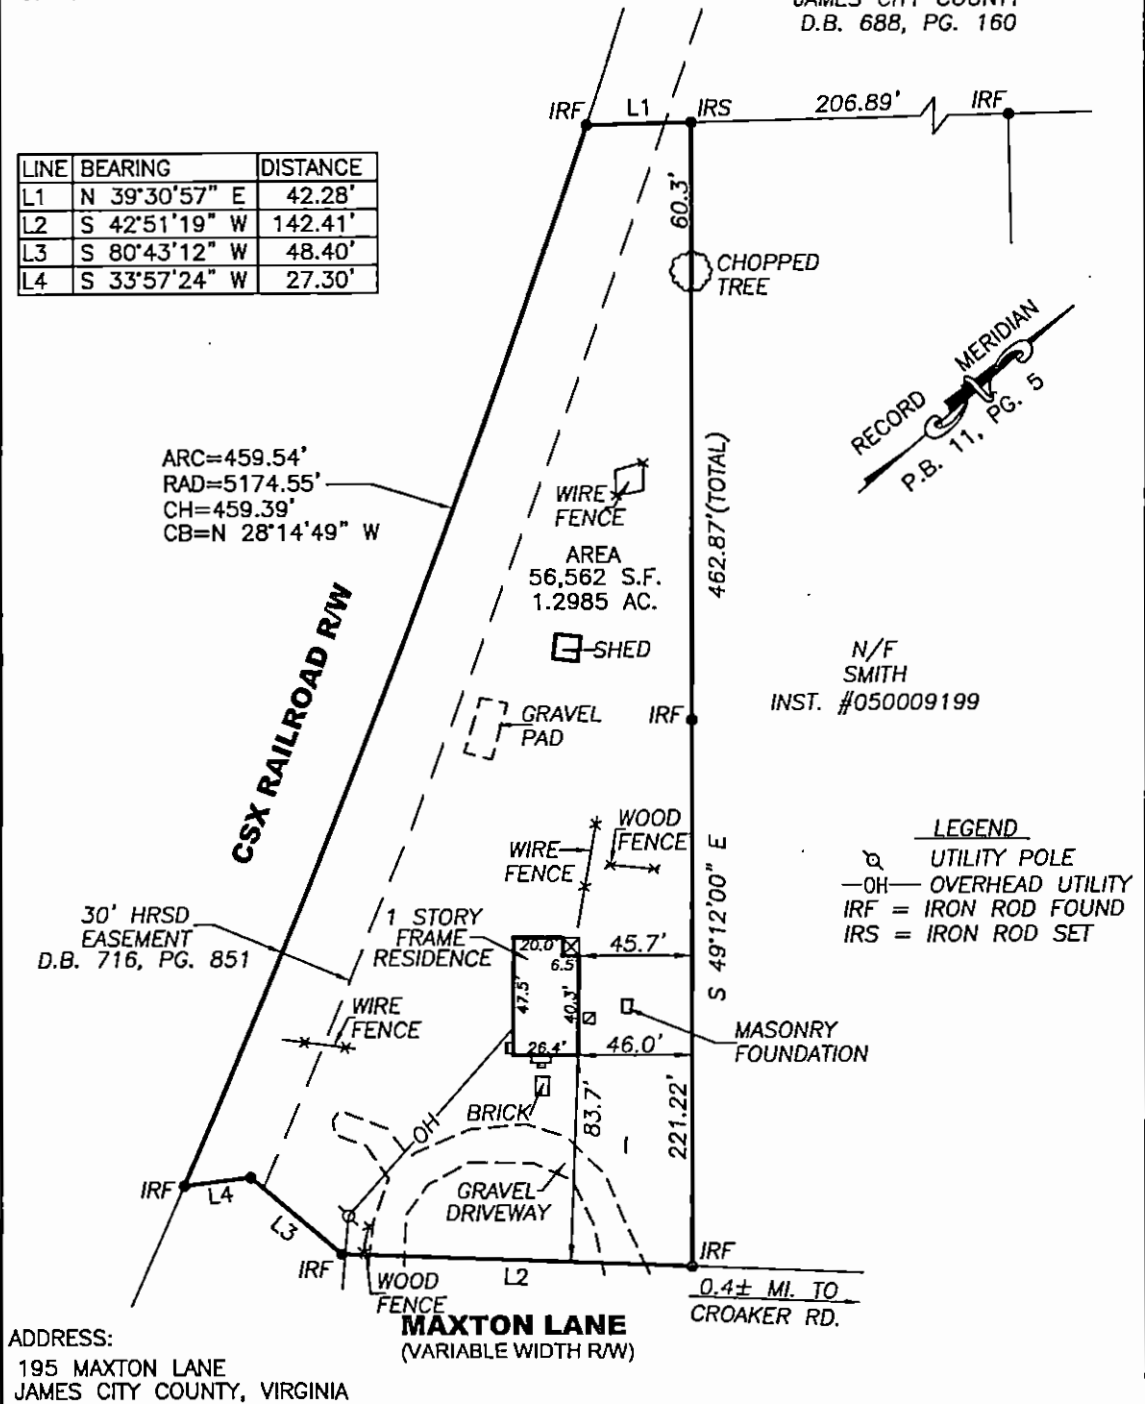 JAMES CITY COUNTY
D.B. 688, PG. 160
IRF
L1
IRS
206.89'
IRF
LINE BEARING DISTANCE
L1 N 39°30'57" E 42.28'
L2 S 42°51'19" W 142.41'
L3 S 80°43'12" W 48.40'
L4 S 33°57'24" W 27.30'
60.3'
CHOPPED
TREE
RECORD MERIDIAN
P.B. 11, PG. 5
ARC=459.54'
RAD=5174.55'
CH=459.39'
CB=N 28°14'49" W
WIRE
FENCE
462.87'(TOTAL)
AREA
56,562 S.F.
1.2985 AC.
CSX RAILROAD R/W
SHED
N/F
SMITH
INST. #050009199
GRAVEL
PAD
IRF
WOOD
FENCE
WIRE
FENCE
S 49°12'00" E
LEGEND
UTILITY POLE
—OH— OVERHEAD UTILITY
IRF = IRON ROD FOUND
IRS = IRON ROD SET
30' HRSD
EASEMENT
D.B. 716, PG. 851
1 STORY
FRAME
RESIDENCE
20.0'
6.5'
45.7'
47.5'
40.3'
26.4'
46.0'
WIRE
FENCE
MASONRY
FOUNDATION
BRICK
OH
83.7'
221.22'
GRAVEL
DRIVEWAY
IRF
L4
L3
IRF
L2
IRF
WOOD
FENCE
0.4± MI. TO
CROAKER RD.
MAXTON LANE
(VARIABLE WIDTH R/W)
ADDRESS:
195 MAXTON LANE
JAMES CITY COUNTY, VIRGINIA